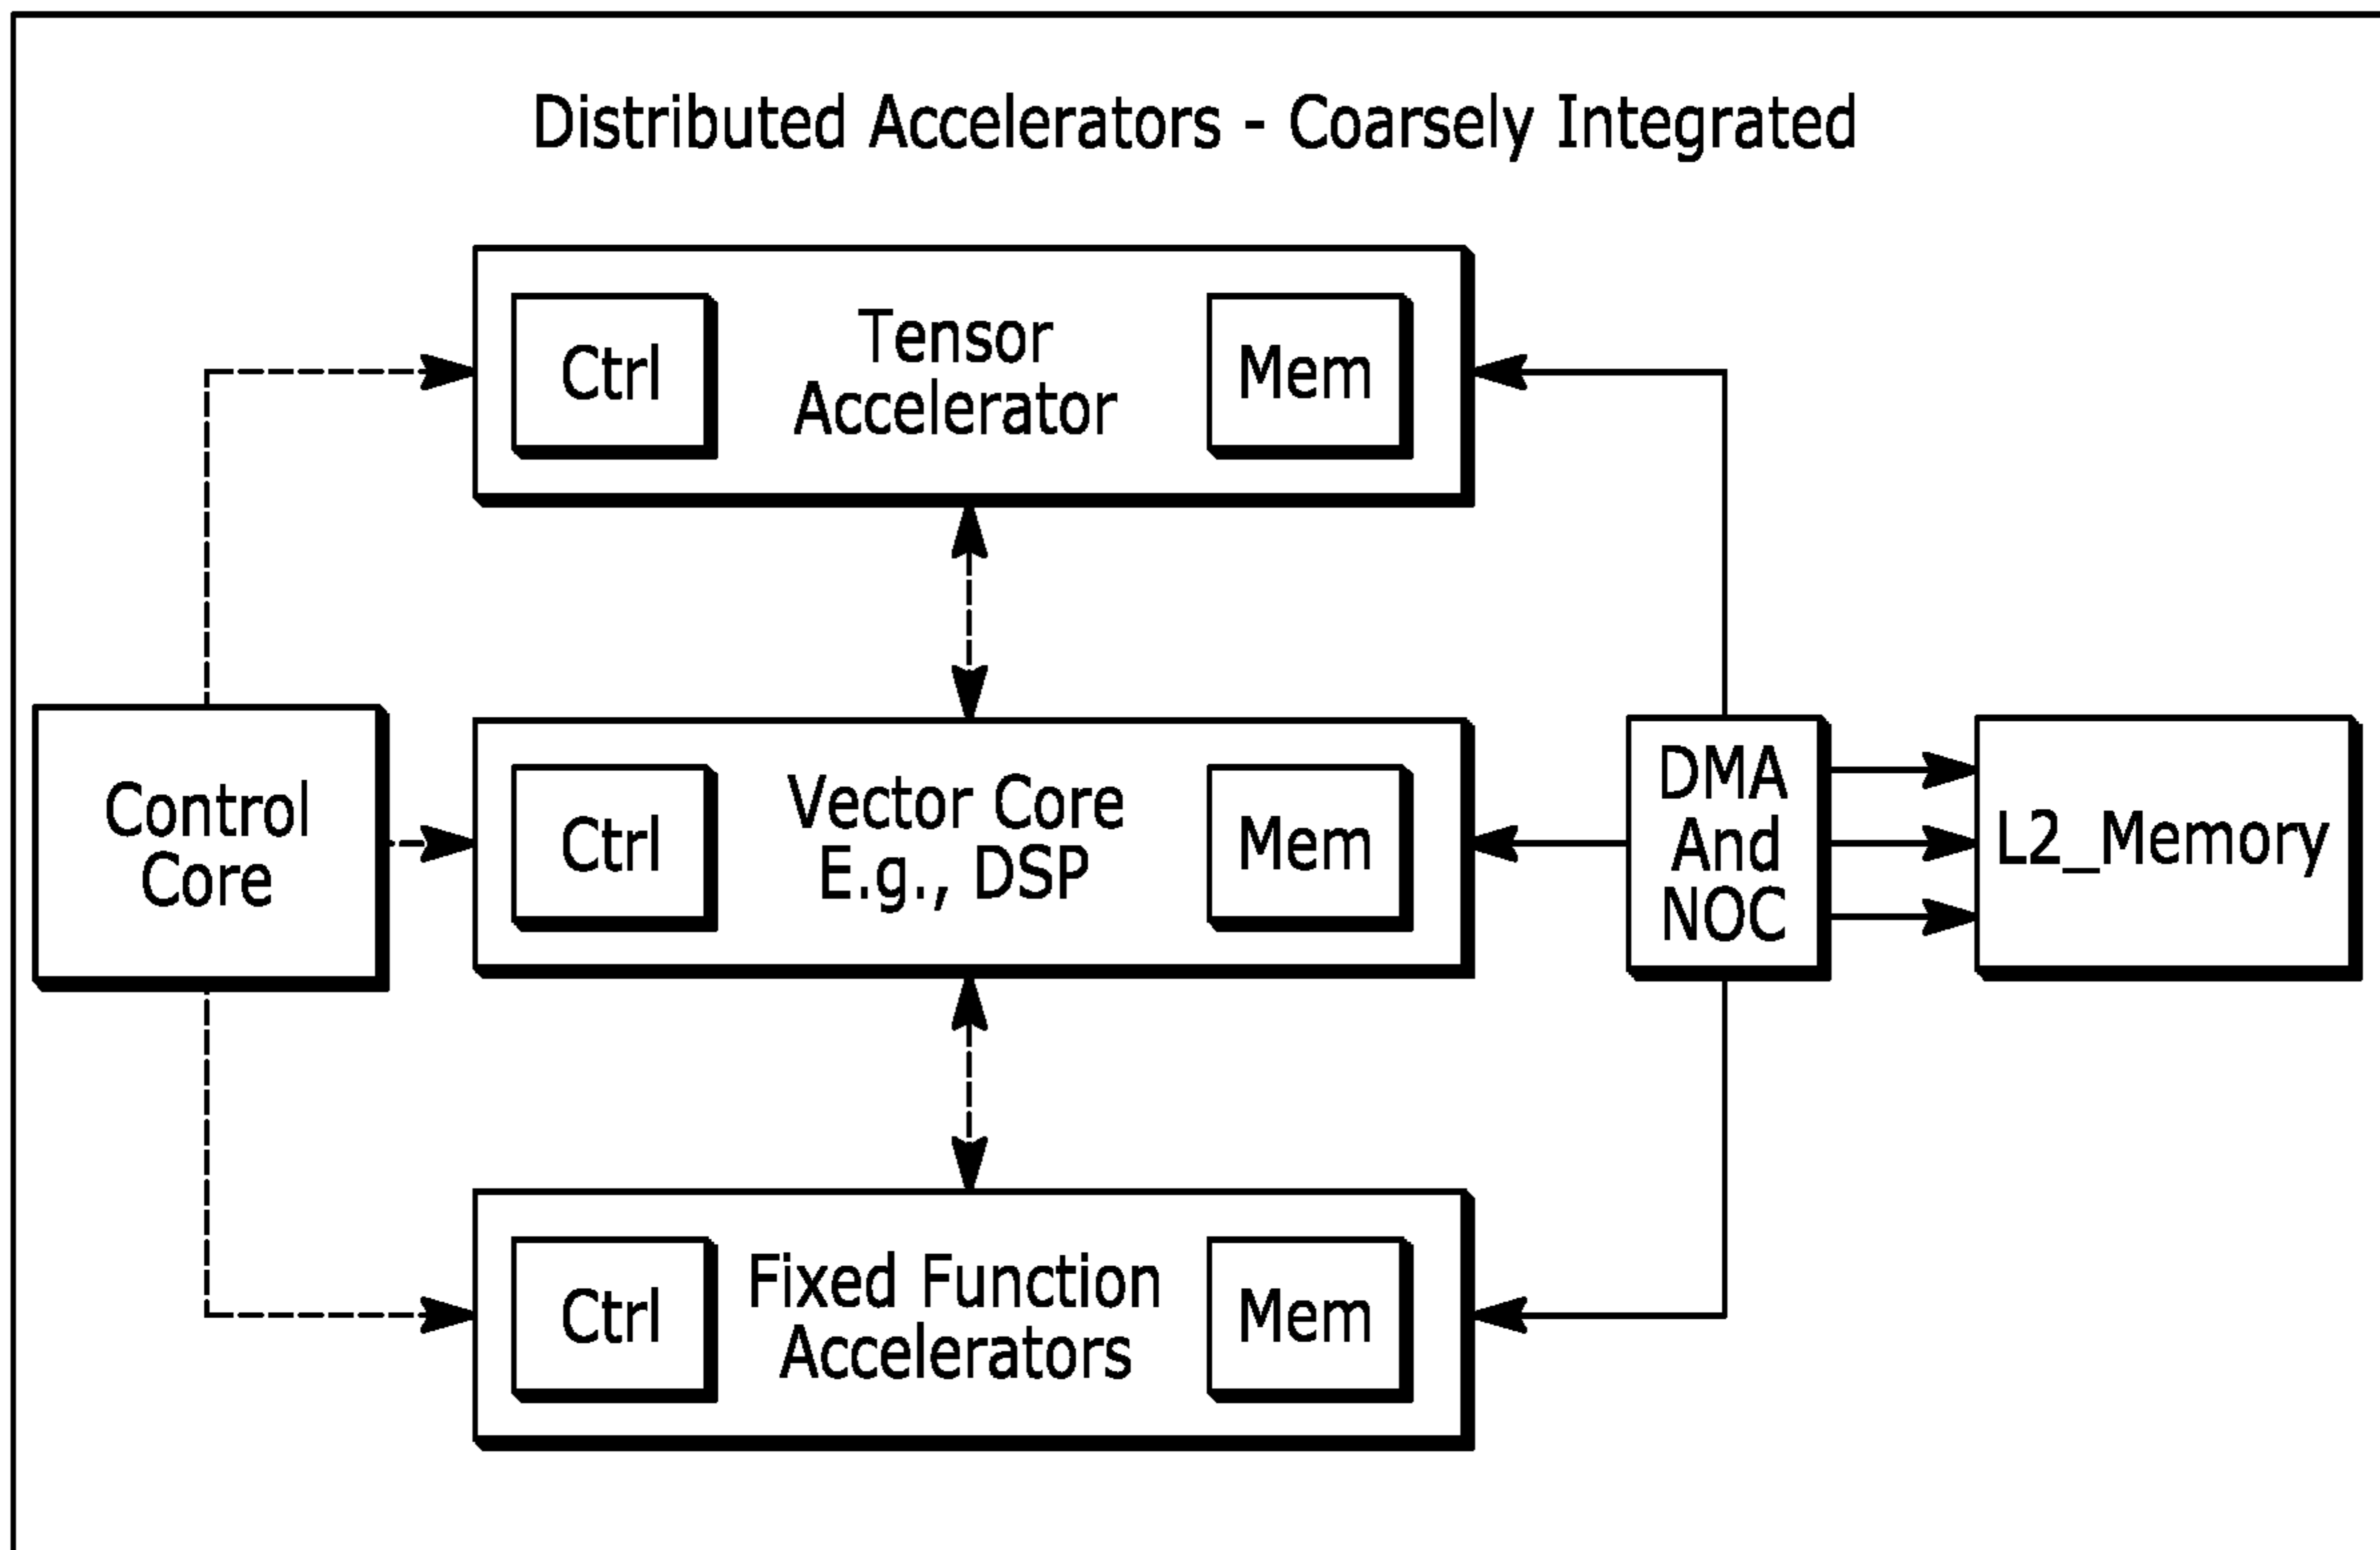 Distributed Accelerators - Coarsely Integrated
Ctrl
Tensor
Accelerator
Mem
Control
Core
Ctrl
Vector Core
E.g., DSP
Mem
DMA
And
NOC
L2_Memory
Ctrl
Fixed Function
Accelerators
Mem